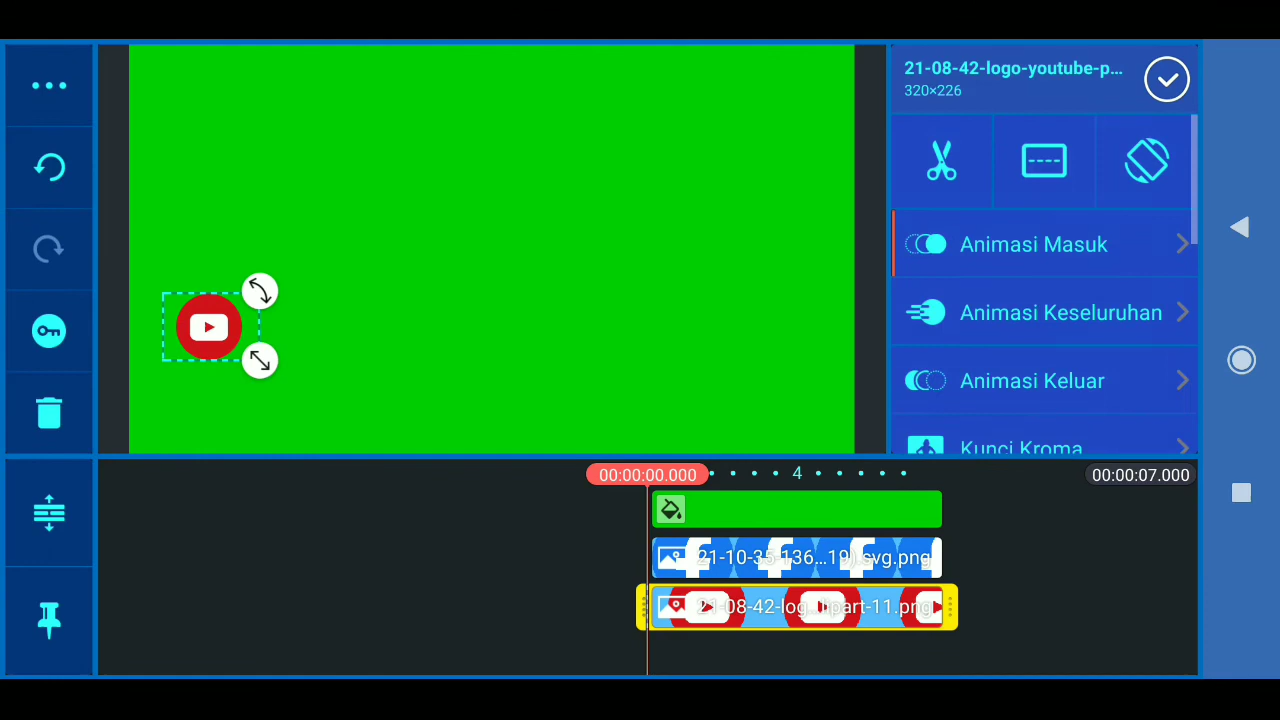 21-08-42-logo-youtube-p...
320×226
Animasi Masuk
Animasi Keseluruhan
Animasi Keluar
Kunci Kroma
00:00:00.000
4
00:00:07.000
21-10-35-136...19).svg.png
21-08-42-log...part-11.png